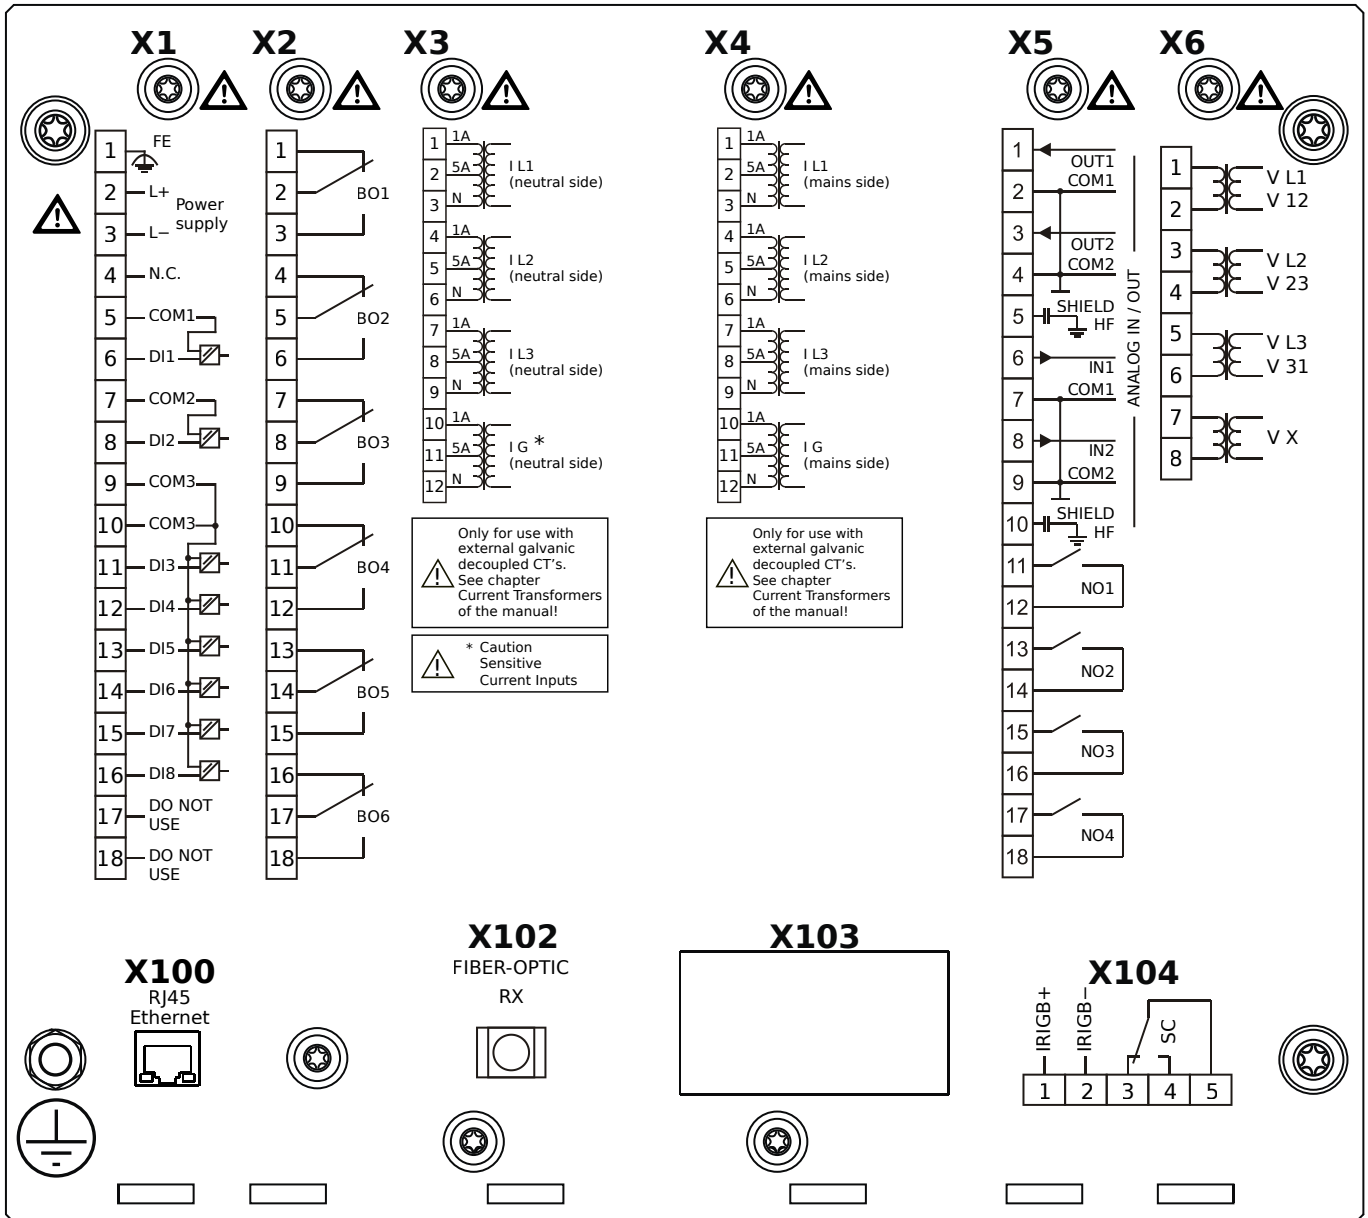 X1
X2
X3
X4
X5
X6
1
FE
2
L+
Power
supply
3
L−
4
N.C.
5
COM1
6
DI1
7
COM2
8
DI2
9
COM3
10
COM3
11
DI3
12
DI4
13
DI5
14
DI6
15
DI7
16
DI8
17
DO NOT
USE
18
DO NOT
USE
1
2
BO1
3
4
5
BO2
6
7
8
BO3
9
10
11
BO4
12
13
14
BO5
15
16
17
BO6
18
1
1A
2
5A
I L1
(neutral side)
3
N
4
1A
5
5A
I L2
(neutral side)
6
N
7
1A
8
5A
I L3
(neutral side)
9
N
10
1A
11
5A
I G *
(neutral side)
12
N
Only for use with
external galvanic
decoupled CT's.
See chapter
Current Transformers
of the manual!
* Caution
Sensitive
Current Inputs
1
1A
2
5A
I L1
(mains side)
3
N
4
1A
5
5A
I L2
(mains side)
6
N
7
1A
8
5A
I L3
(mains side)
9
N
10
1A
11
5A
I G
(mains side)
12
N
Only for use with
external galvanic
decoupled CT's.
See chapter
Current Transformers
of the manual!
1
OUT1
2
COM1
3
OUT2
4
COM2
5
SHIELD
HF
6
IN1
7
COM1
8
IN2
9
COM2
10
SHIELD
HF
ANALOG IN / OUT
11
NO1
12
13
NO2
14
15
NO3
16
17
NO4
18
1
V L1
2
V 12
3
V L2
4
V 23
5
V L3
6
V 31
7
V X
8
X100
RJ45
Ethernet
X102
FIBER-OPTIC
RX
X103
X104
IRIGB+
IRIGB−
SC
1
2
3
4
5